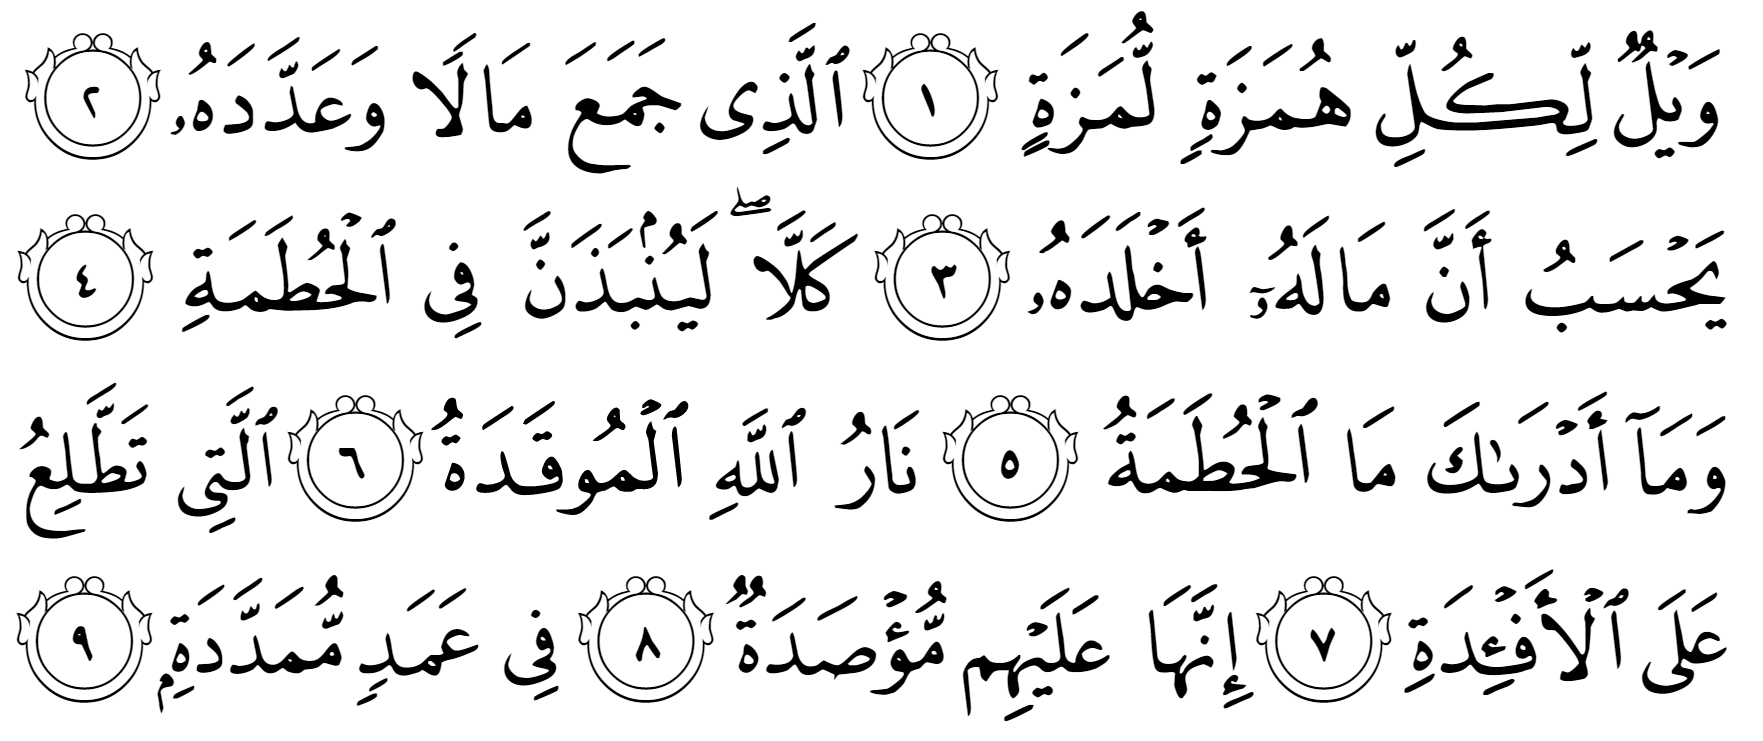 وَيْلٌ لِّكُلِّ هُمَزَةٍ لُّمَزَةٍ ١ ٱلَّذِى جَمَعَ مَالًا وَعَدَّدَهُۥ ٢
يَحْسَبُ أَنَّ مَالَهُۥٓ أَخْلَدَهُۥ ٣ كَلَّا ۖ لَيُنۢبَذَنَّ فِى ٱلْحُطَمَةِ ٤
وَمَآ أَدْرَىٰكَ مَا ٱلْحُطَمَةُ ٥ نَارُ ٱللَّهِ ٱلْمُوقَدَةُ ٦ ٱلَّتِى تَطَّلِعُ
عَلَى ٱلْأَفْـِٔدَةِ ٧ إِنَّهَا عَلَيْهِم مُّؤْصَدَةٌ ٨ فِى عَمَدٍ مُّمَدَّدَةٍۭ ٩